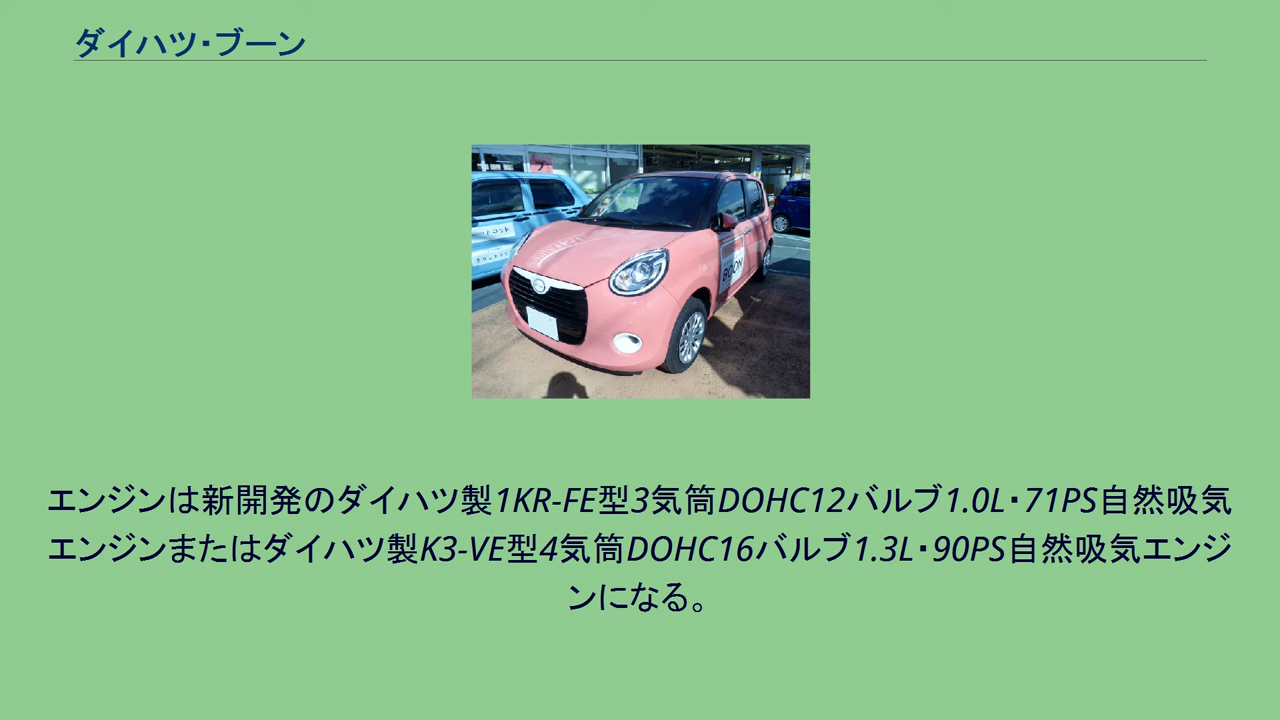 ダイハツ・ブーン
トコット
BOON
エンジンは新開発のダイハツ製1KR-FE型3気筒DOHC12バルブ1.0L・71PS自然吸気
エンジンまたはダイハツ製K3-VE型4気筒DOHC16バルブ1.3L・90PS自然吸気エンジ
ンになる。